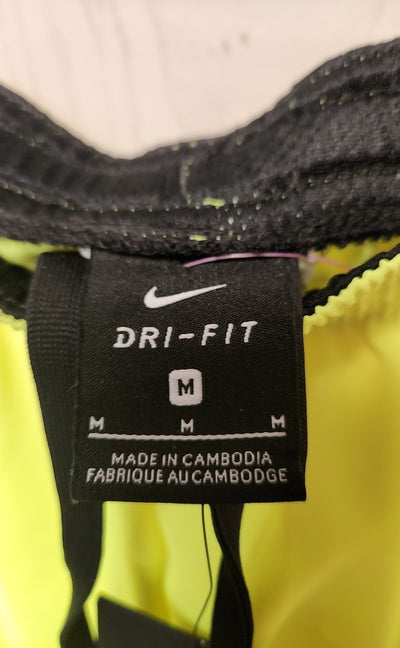 DRI-FIT
M
M M M
MADE IN CAMBODIA
FABRIQUE AU CAMBODGE